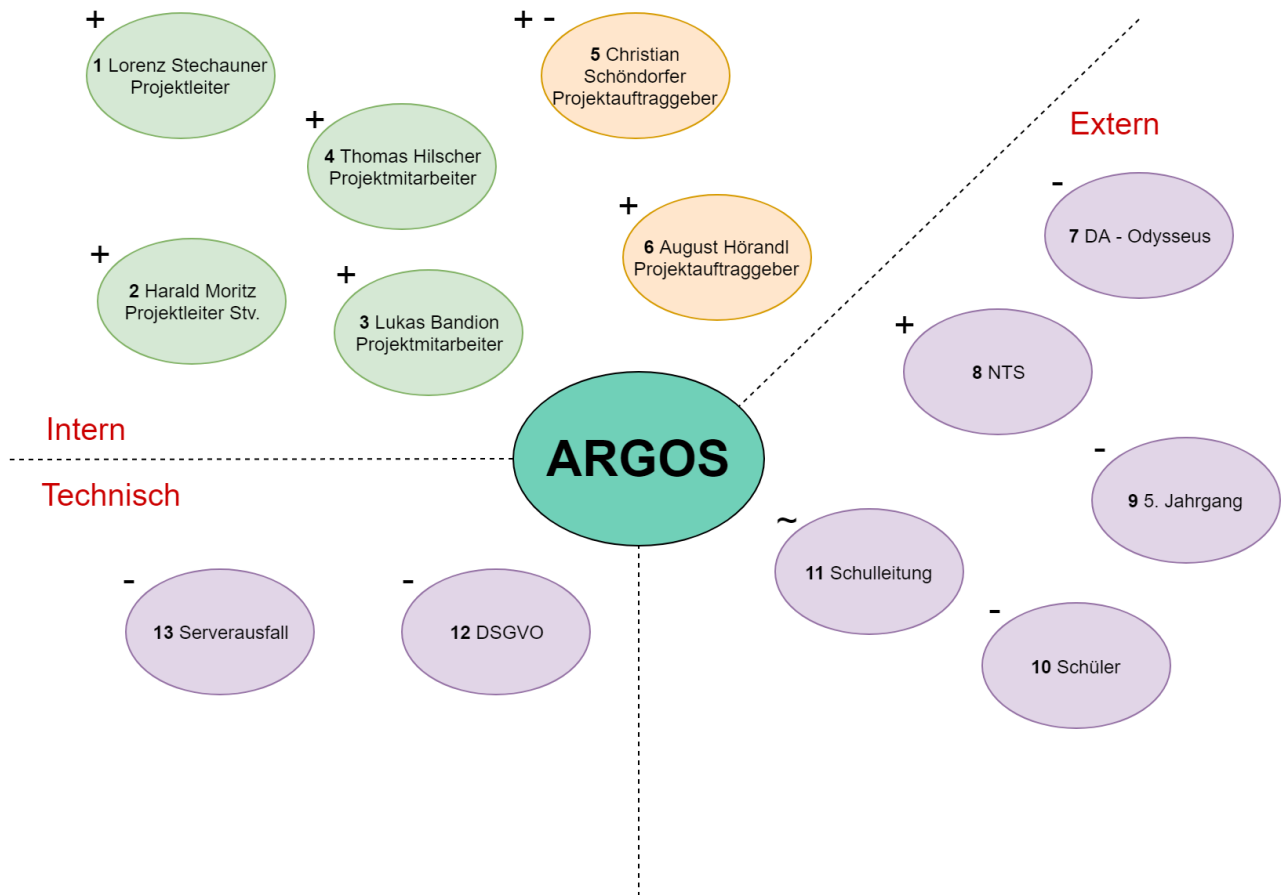 +
1 Lorenz Stechauner
Projektleiter
+
4 Thomas Hilscher
Projektmitarbeiter
+
2 Harald Moritz
Projektleiter Stv.
+
3 Lukas Bandion
Projektmitarbeiter
+ -
5 Christian
Schöndorfer
Projektauftraggeber
+
6 August Hörandl
Projektauftraggeber
Intern
Extern
-
7 DA - Odysseus
+
8 NTS
-
9 5. Jahrgang
~
11 Schulleitung
-
10 Schüler
ARGOS
Technisch
-
13 Serverausfall
-
12 DSGVO